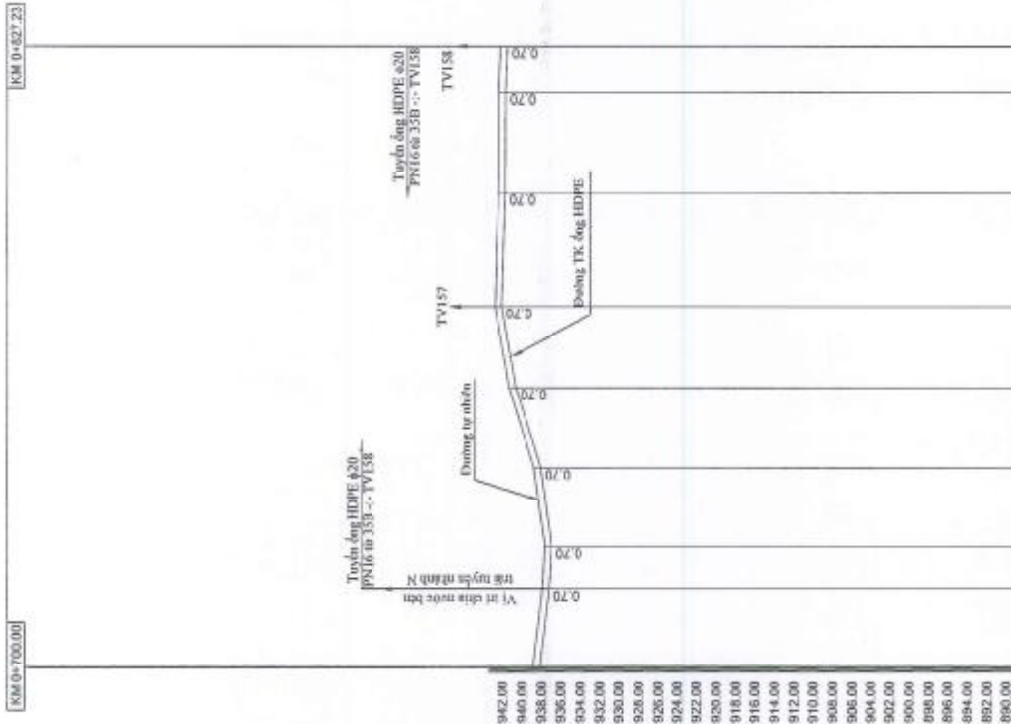 KM 0+700.00
KM 0+827.23
Tuyến ống HDPE ϕ20
PN16 từ 35B -:- TV158
Tuyến ống HDPE ϕ20
PN16 từ 35B -:- TV158
TV157
TV158
Vị trí chia nước bên
trái tuyến nhánh N
Đường tự nhiên
Đường TK ống HDPE
0.70
0.70
0.70
0.70
0.70
0.70
0.70
0.70
942.00
940.00
938.00
936.00
934.00
932.00
930.00
928.00
926.00
924.00
922.00
920.00
918.00
916.00
914.00
912.00
910.00
908.00
906.00
904.00
902.00
900.00
898.00
896.00
894.00
892.00
890.00